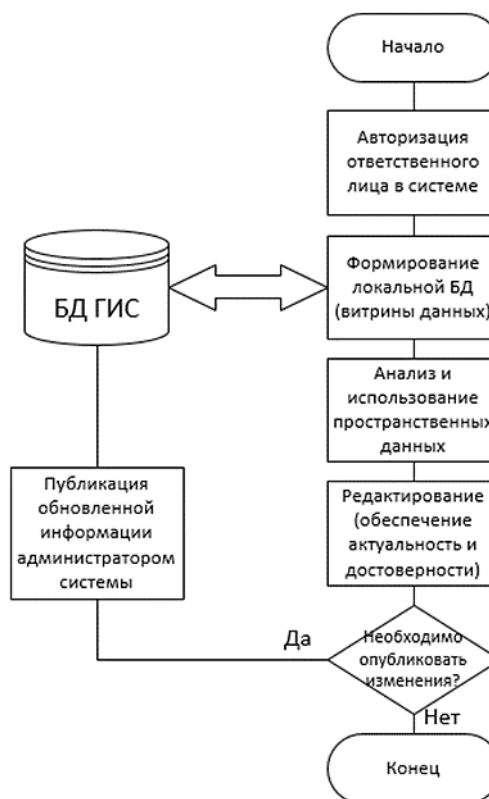 Начало
Авторизация
ответственного
лица в системе
БД ГИС
Формирование
локальной БД
(витрины данных)
Анализ и
использование
пространственных
данных
Публикация
обновленной
информации
администратором
системы
Редактирование
(обеспечение
актуальность и
достоверности)
Да
Необходимо
опубликовать
изменения?
Нет
Конец